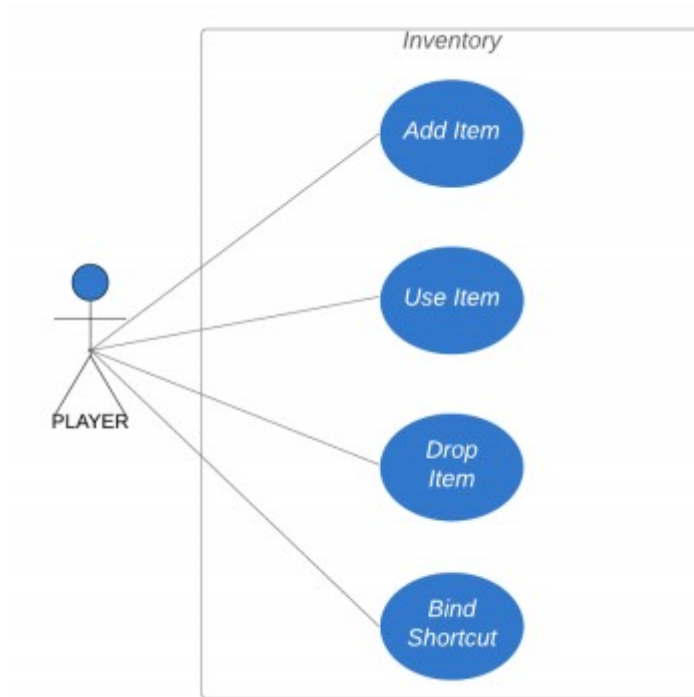 Inventory
Add Item
Use Item
PLAYER
Drop
Item
Bind
Shortcut